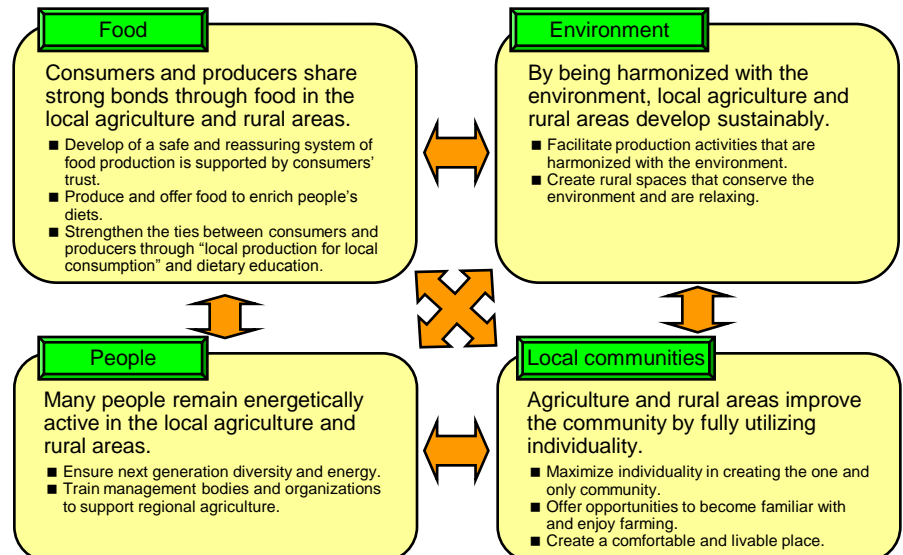 Food
Consumers and producers share
strong bonds through food in the
local agriculture and rural areas.
■ Develop of a safe and reassuring system of
food production is supported by consumers'
trust.
■ Produce and offer food to enrich people's
diets.
■ Strengthen the ties between consumers and
producers through “local production for local
consumption” and dietary education.
Environment
By being harmonized with the
environment, local agriculture and
rural areas develop sustainably.
■ Facilitate production activities that are
harmonized with the environment.
■ Create rural spaces that conserve the
environment and are relaxing.
People
Many people remain energetically
active in the local agriculture and
rural areas.
■ Ensure next generation diversity and energy.
■ Train management bodies and organizations
to support regional agriculture.
Local communities
Agriculture and rural areas improve
the community by fully utilizing
individuality.
■ Maximize individuality in creating the one and
only community.
■ Offer opportunities to become familiar with
and enjoy farming.
■ Create a comfortable and livable place.